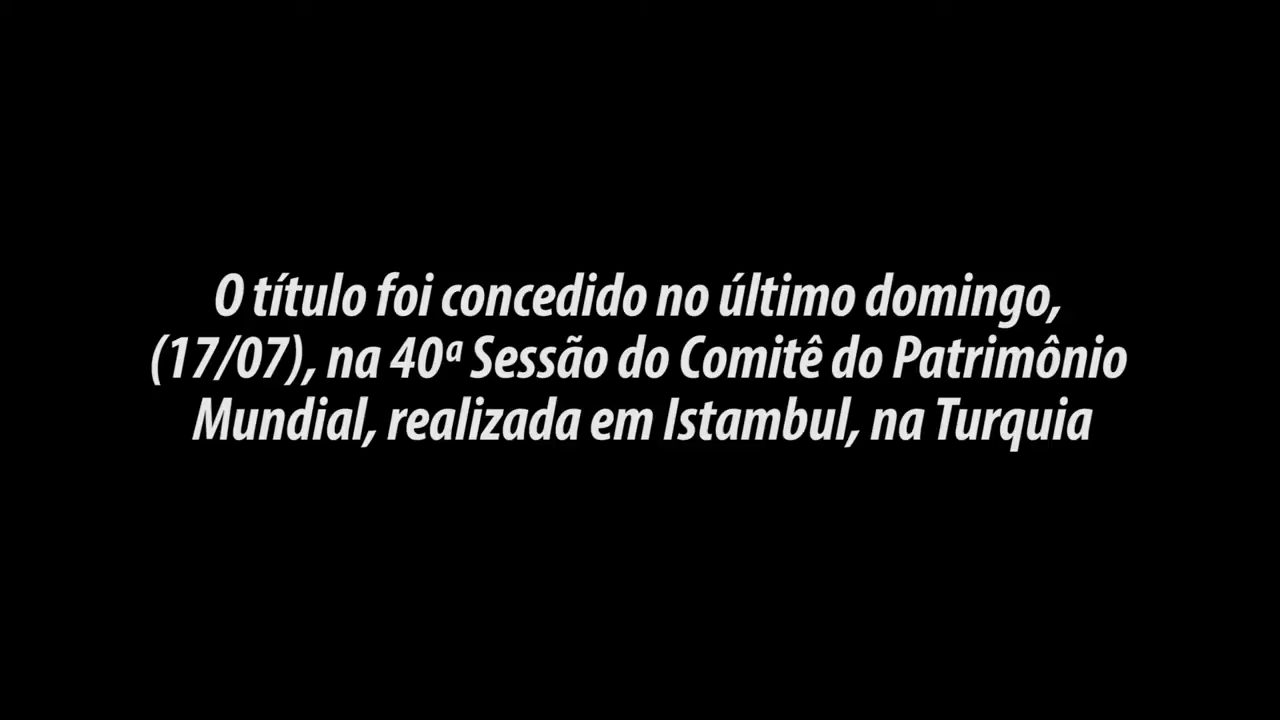 O título foi concedido no último domingo,
(17/07), na 40ª Sessão do Comitê do Patrimônio
Mundial, realizada em Istambul, na Turquia